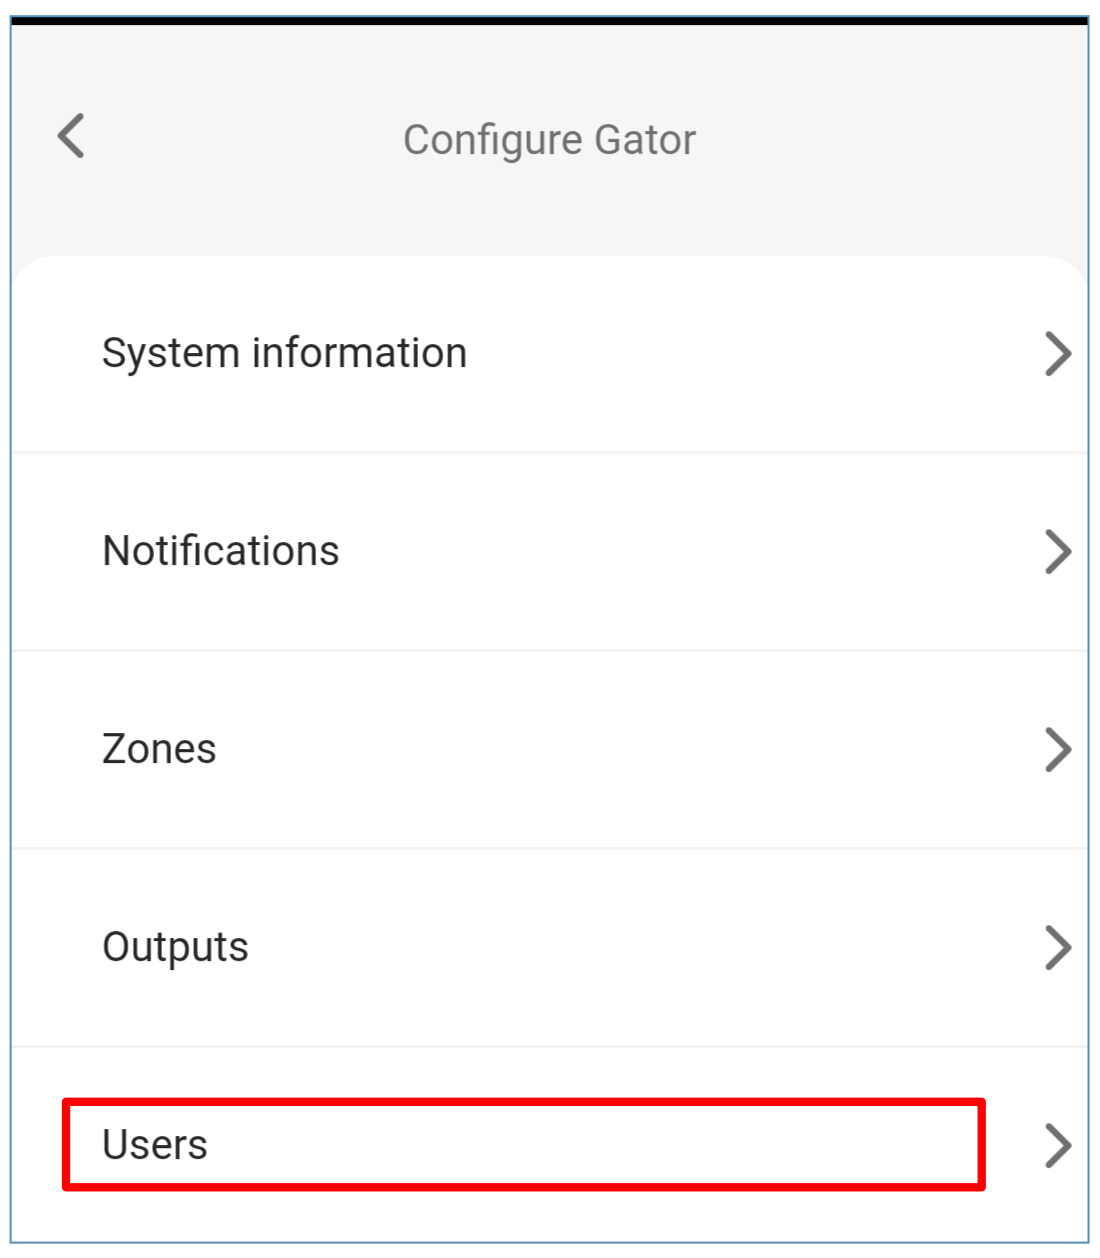 Configure Gator
System information
Notifications
Zones
Outputs
Users